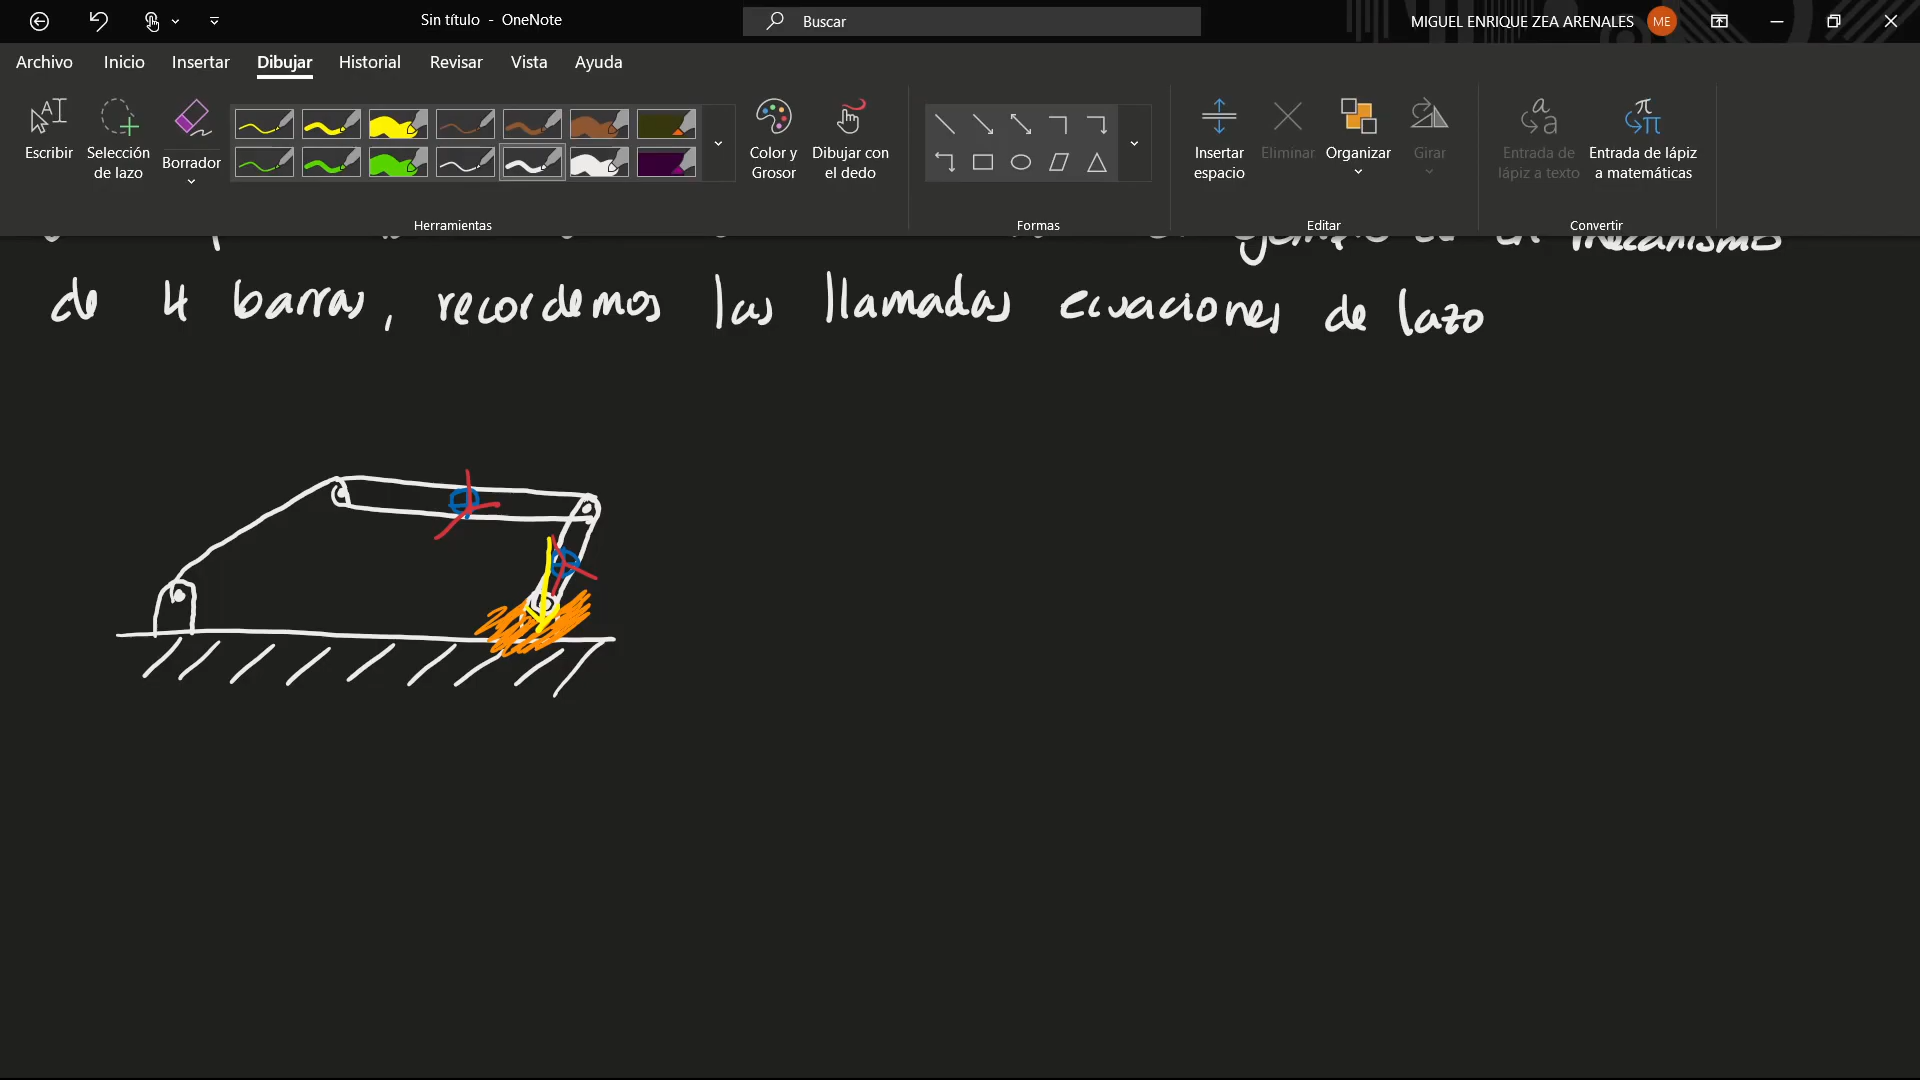 Sin título - OneNote
Buscar
MIGUEL ENRIQUE ZEA ARENALES
ME
Archivo Inicio Insertar Dibujar Historial Revisar Vista Ayuda
Escribir
Selección de lazo
Borrador
Color y Grosor
Dibujar con el dedo
Insertar espacio
Eliminar
Organizar
Girar
Entrada de lápiz a texto
Entrada de lápiz a matemáticas
Herramientas
Formas
Editar
Convertir
mecanismo
de 4 barras, recordemos las llamadas ecuaciones de lazo